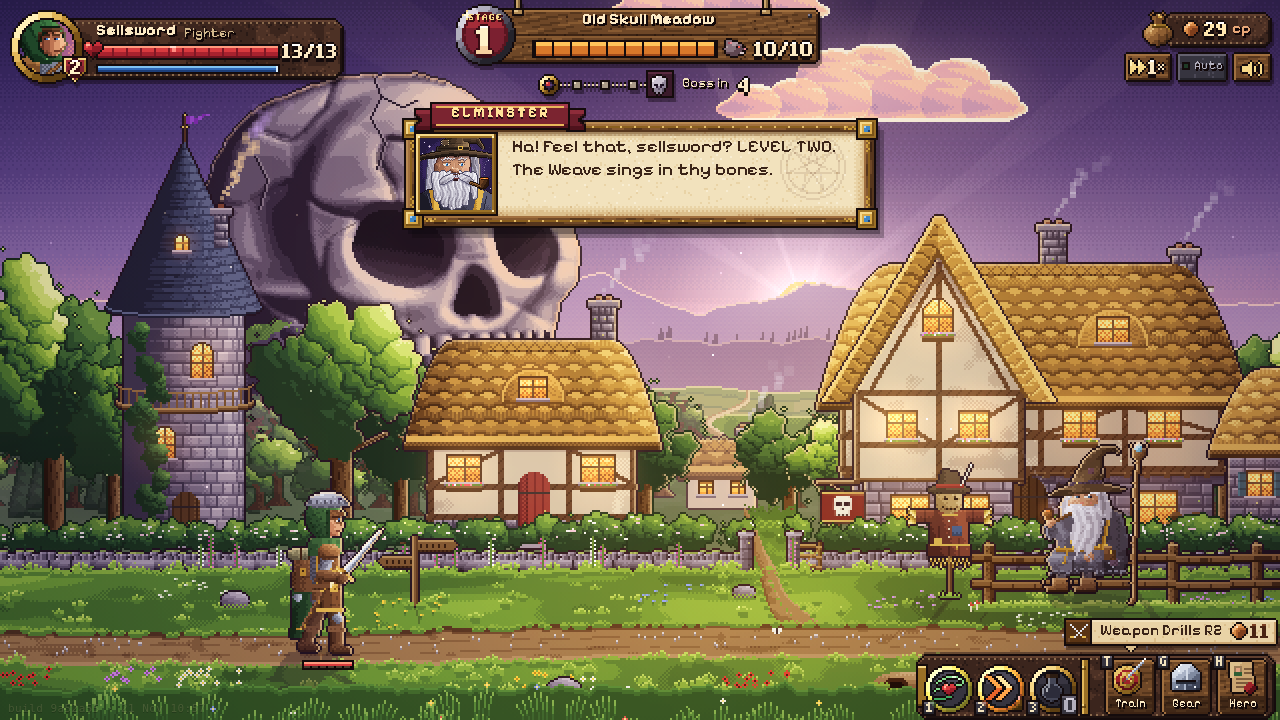 Sellsword Fighter
13/13
2
STAGE
1
Old Skull Meadow
10/10
Boss in 4
29 cp
1x
Auto
ELMINSTER
Ha! Feel that, sellsword? LEVEL TWO.
The Weave sings in thy bones.
Weapon Drills R2 11
1
2
3
0
T
Train
G
Gear
H
Hero